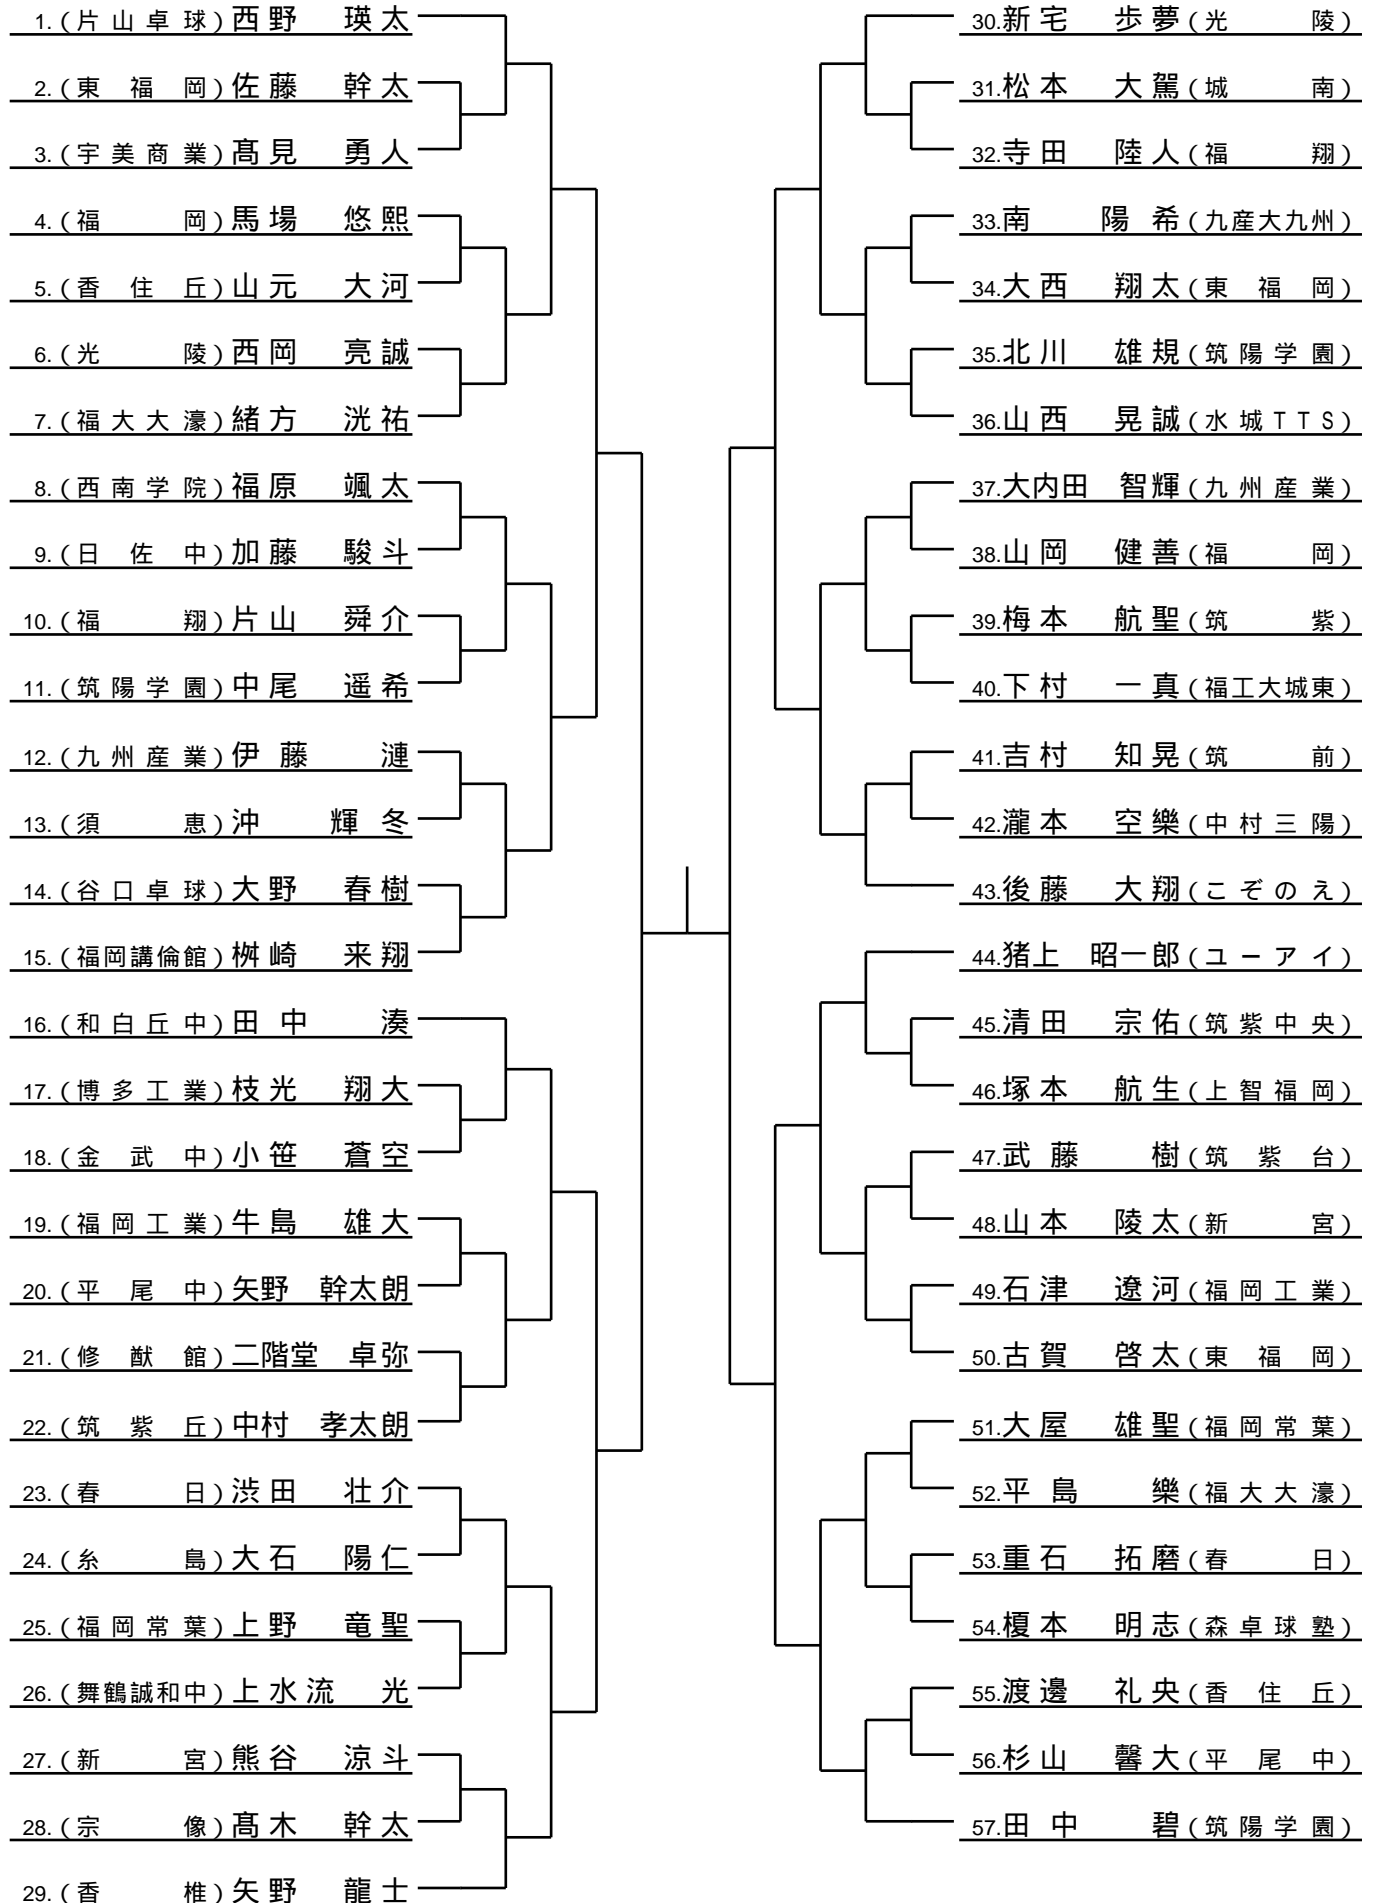 1.(片山卓球)西野 瑛太
2.(東福岡)佐藤 幹太
3.(宇美商業)髙見 勇人
4.(福岡)馬場 悠熙
5.(香住丘)山元 大河
6.(光陵)西岡 亮誠
7.(福大大濠)緒方 洸祐
8.(西南学院)福原 颯太
9.(日佐中)加藤 駿斗
10.(福翔)片山 舜介
11.(筑陽学園)中尾 遥希
12.(九州産業)伊藤 漣
13.(須恵)沖 輝冬
14.(谷口卓球)大野 春樹
15.(福岡講倫館)桝崎 来翔
16.(和白丘中)田中 湊
17.(博多工業)枝光 翔大
18.(金武中)小笹 蒼空
19.(福岡工業)牛島 雄大
20.(平尾中)矢野 幹太朗
21.(修猷館)二階堂 卓弥
22.(筑紫丘)中村 孝太朗
23.(春日)渋田 壮介
24.(糸島)大石 陽仁
25.(福岡常葉)上野 竜聖
26.(舞鶴誠和中)上水流 光
27.(新宮)熊谷 涼斗
28.(宗像)髙木 幹太
29.(香椎)矢野 龍士
30.新宅 歩夢(光陵)
31.松本 大駕(城南)
32.寺田 陸人(福翔)
33.南 陽希(九産大九州)
34.大西 翔太(東福岡)
35.北川 雄規(筑陽学園)
36.山西 晃誠(水城TTS)
37.大内田 智輝(九州産業)
38.山岡 健善(福岡)
39.梅本 航聖(筑紫)
40.下村 一真(福工大城東)
41.吉村 知晃(筑前)
42.瀧本 空樂(中村三陽)
43.後藤 大翔(こぞのえ)
44.猪上 昭一郎(ユーアイ)
45.清田 宗佑(筑紫中央)
46.塚本 航生(上智福岡)
47.武藤 樹(筑紫台)
48.山本 陵太(新宮)
49.石津 遼河(福岡工業)
50.古賀 啓太(東福岡)
51.大屋 雄聖(福岡常葉)
52.平島 樂(福大大濠)
53.重石 拓磨(春日)
54.榎本 明志(森卓球塾)
55.渡邊 礼央(香住丘)
56.杉山 馨大(平尾中)
57.田中 碧(筑陽学園)